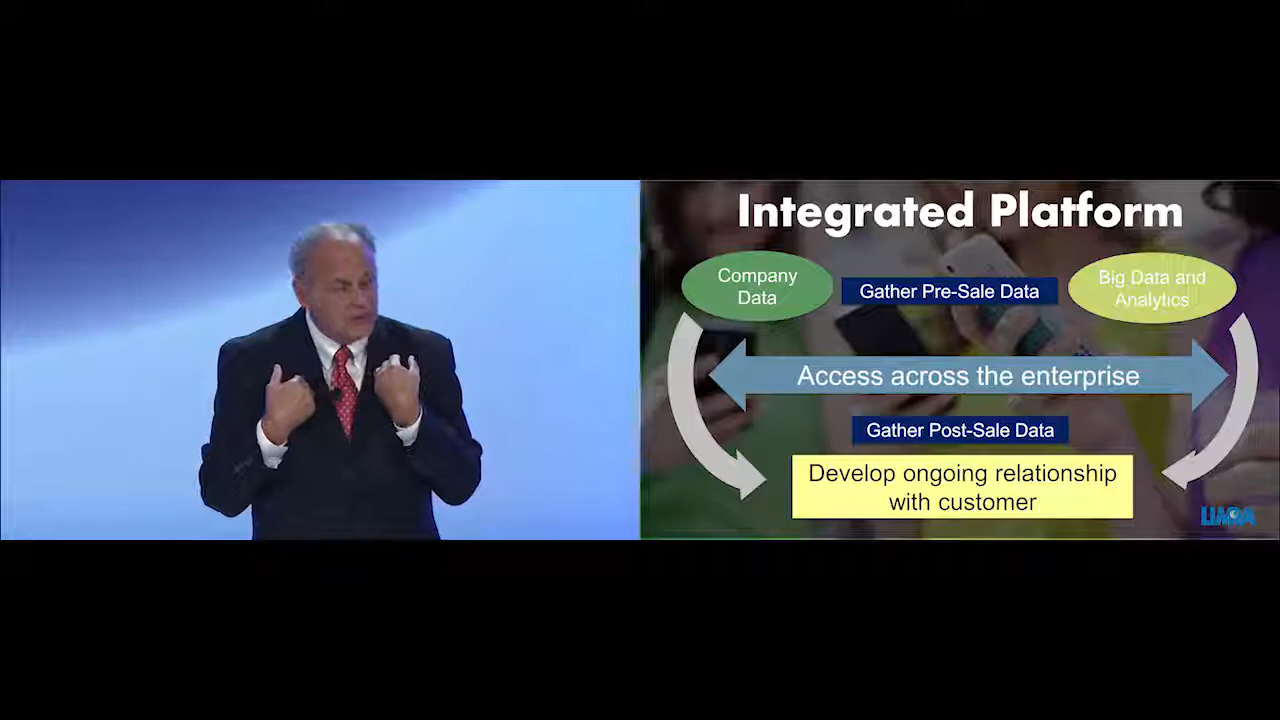 Integrated Platform
Company
Data
Gather Pre-Sale Data
Big Data and
Analytics
Access across the enterprise
Gather Post-Sale Data
Develop ongoing relationship
with customer
LIMRA